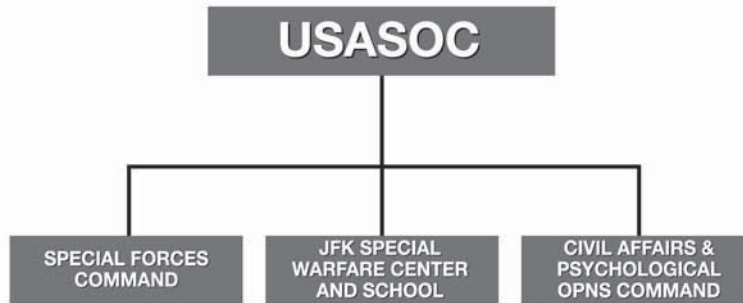 USASOC
SPECIAL FORCES
COMMAND
JFK SPECIAL
WARFARE CENTER
AND SCHOOL
CIVIL AFFAIRS &
PSYCHOLOGICAL
OPNS COMMAND